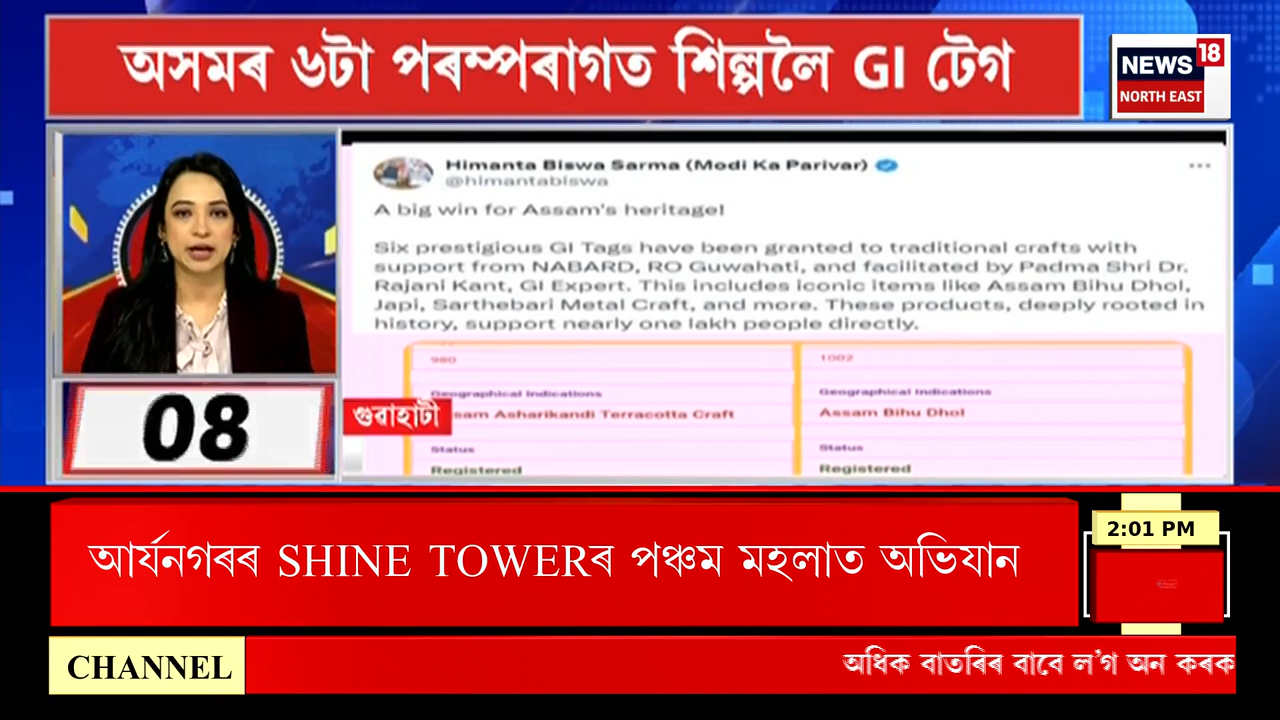 অসমৰ ৬টা পৰম্পৰাগত শিল্পলৈ GI টেগ
NEWS 18
NORTH EAST
Himanta Biswa Sarma (Modi Ka Parivar)
@himantabiswa
A big win for Assam's heritage!
Six prestigious GI Tags have been granted to traditional crafts with
support from NABARD, RO Guwahati, and facilitated by Padma Shri Dr.
Rajani Kant, GI Expert. This includes iconic items like Assam Bihu Dhol,
Japi, Sarthebari Metal Craft, and more. These products, deeply rooted in
history, support nearly one lakh people directly.
980
1002
Geographical Indications
Geographical Indications
sam Asharikandi Terracotta Craft
Assam Bihu Dhol
Status
Status
Registered
Registered
08
গুৱাহাটী
আৰ্যনগৰৰ SHINE TOWERৰ পঞ্চম মহলাত অভিযান
2:01 PM
CHANNEL
অধিক বাতৰিৰ বাবে ল'গ অন কৰক